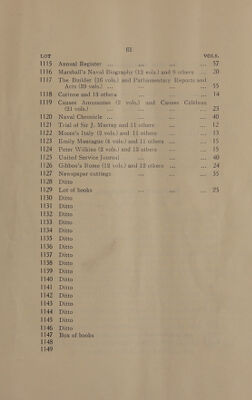 61
LOT VOLS.
1115 Annual Register ... ... ... 57
1116 Marshall's Naval Biography (12 vols.) and 8 others ... 20
1117 The Builder (16 vols.) and Parliamentary Reports and
Acts (39 vols.) ... ... ... 55
1118 Corinne and 13 others ... ... 14
1119 Causes Amusantes (2 vols.) and Causes Célèbres
(21 vols.) ... ... ... 23
1120 Naval Chronicle ... ... ... 40
1121 Trial of Sir J. Murray and 11 others ... 12
1122 Moore's Italy (2 vols.) and 11 others ... 13
1123 Emily Montague (4 vols.) and 11 others ... 15
1124 Peter Wilkins (2 vols.) and 13 others ... 15
1125 United Service Journal ... ... 40
1126 Gibbon's Rome (12 vols.) and 12 others ... 24
1127 Newspaper cuttings ... ... 35
1128 Ditto
1129 Lot of books ... ... ... 25
1130 Ditto
1131 Ditto
1132 Ditto
1133 Ditto
1134 Ditto
1135 Ditto
1136 Ditto
1137 Ditto
1138 Ditto
1139 Ditto
1140 Ditto
1141 Ditto
1142 Ditto
1143 Ditto
1144 Ditto
1145 Ditto
1146 Ditto
1147 Box of books
1148
1149